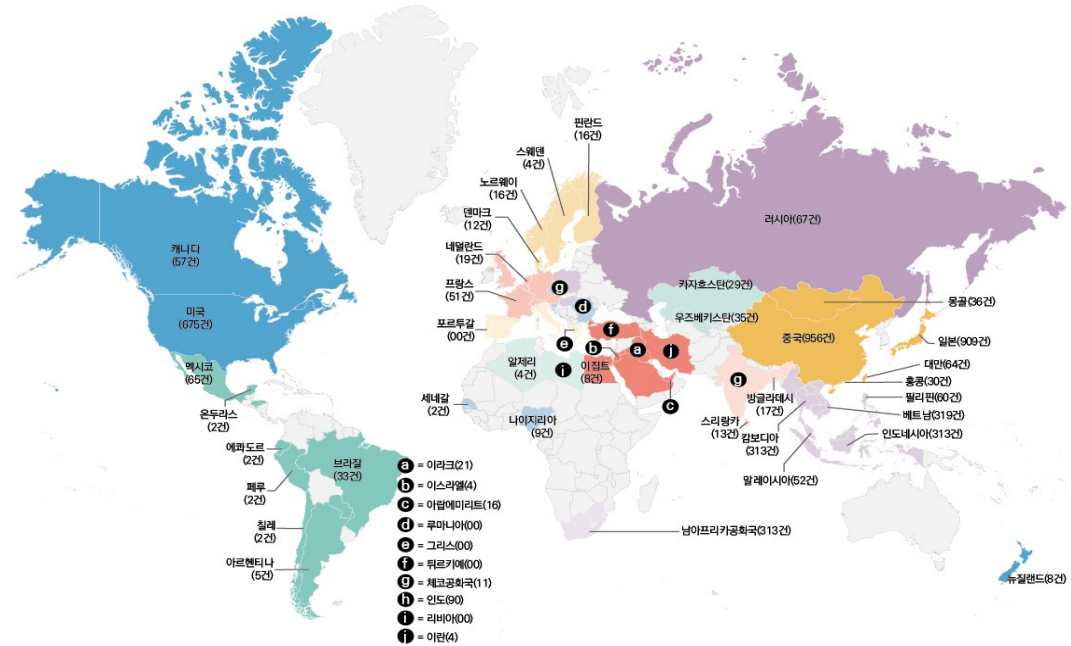 핀란드
(16건)
스웨덴
(4건)
노르웨이
(16건)
덴마크
(12건)
네덜란드
(19건)
프랑스
(51건)
포르투갈
(00건)
러시아(67건)
캐나다
(57건)
미국
(675건)
멕시코
(65건)
온두라스
(2건)
에콰도르
(2건)
페루
(2건)
칠레
(2건)
아르헨티나
(5건)
브라질
(33건)
카자흐스탄(29건)
우즈베키스탄(35건)
몽골(36건)
중국(956건)
일본(909건)
대만(64건)
홍콩(30건)
필리핀(60건)
베트남(319건)
인도네시아(313건)
방글라데시
(17건)
스리랑카
(13건)
캄보디아
(313건)
말레이시아(52건)
알제리
(4건)
이집트
(8건)
세네갈
(2건)
나이지리아
(9건)
남아프리카공화국(313건)
뉴질랜드(8건)
g
d
f
e
b
a
j
i
c
g
a = 이라크(21)
b = 이스라엘(4)
c = 아랍에미리트(16)
d = 루마니아(00)
e = 그리스(00)
f = 튀르키예(00)
g = 체코공화국(11)
h = 인도(90)
i = 리비아(00)
j = 이란(4)